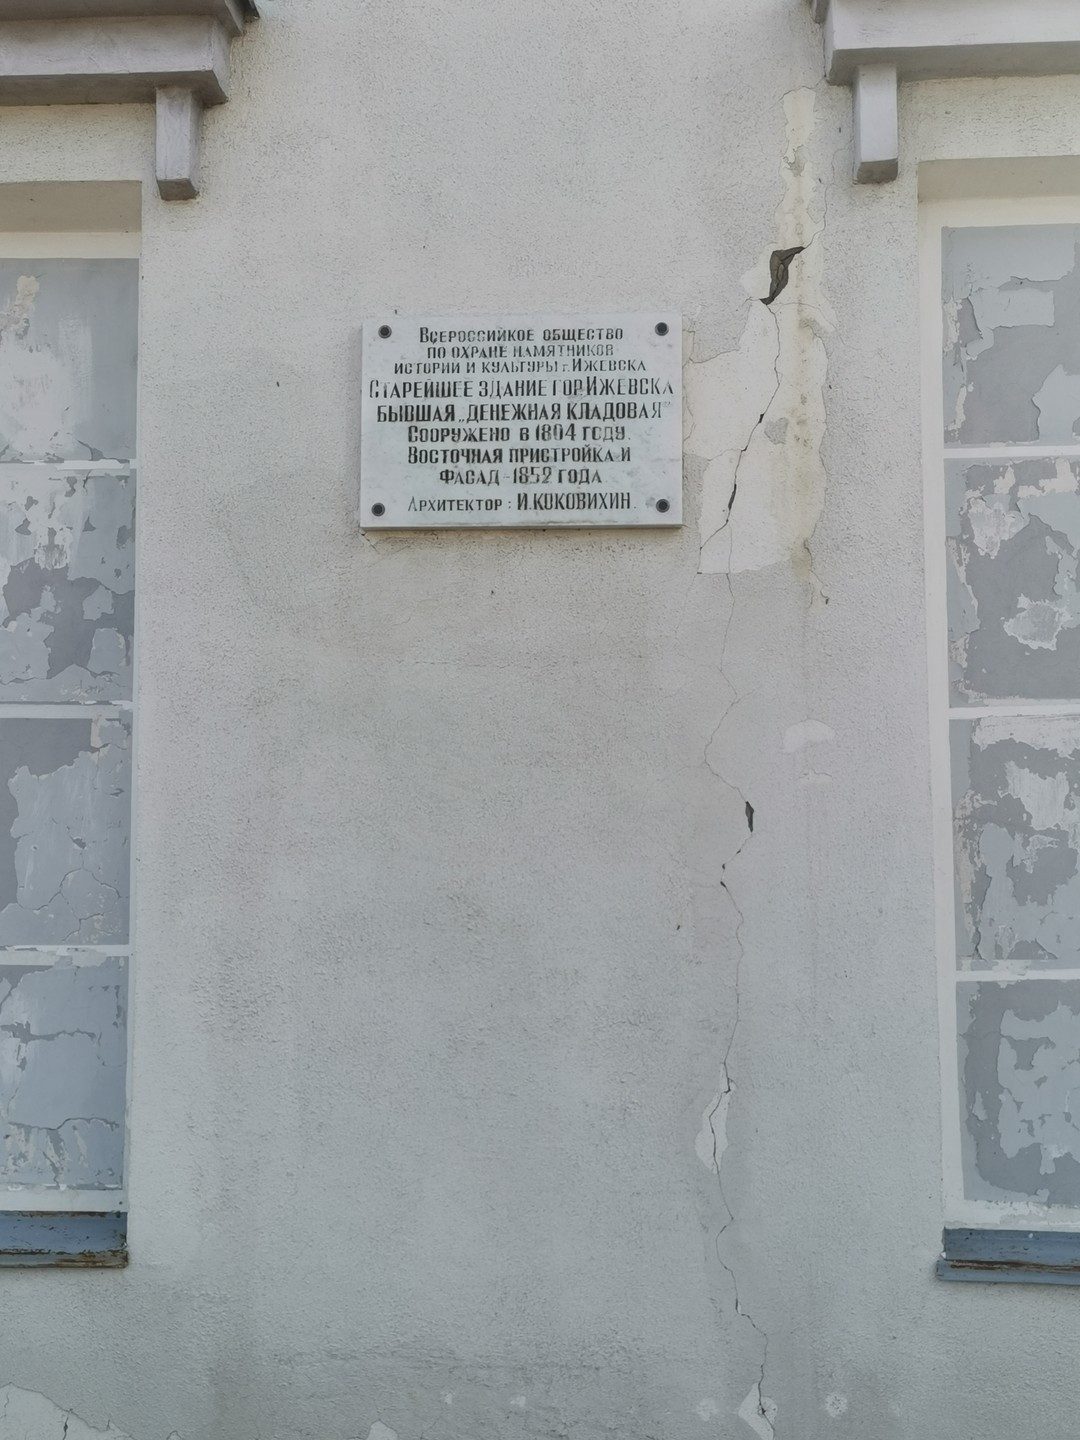 Всероссийкое общество
по охране памятников
истории и культуры г. Ижевска
Старейшее здание гор Ижевска
бывшая „Денежная кладовая”
Сооружено в 1804 году.
Восточная пристройка и
фасад - 1852 года
Архитектор: И. Коковихин.